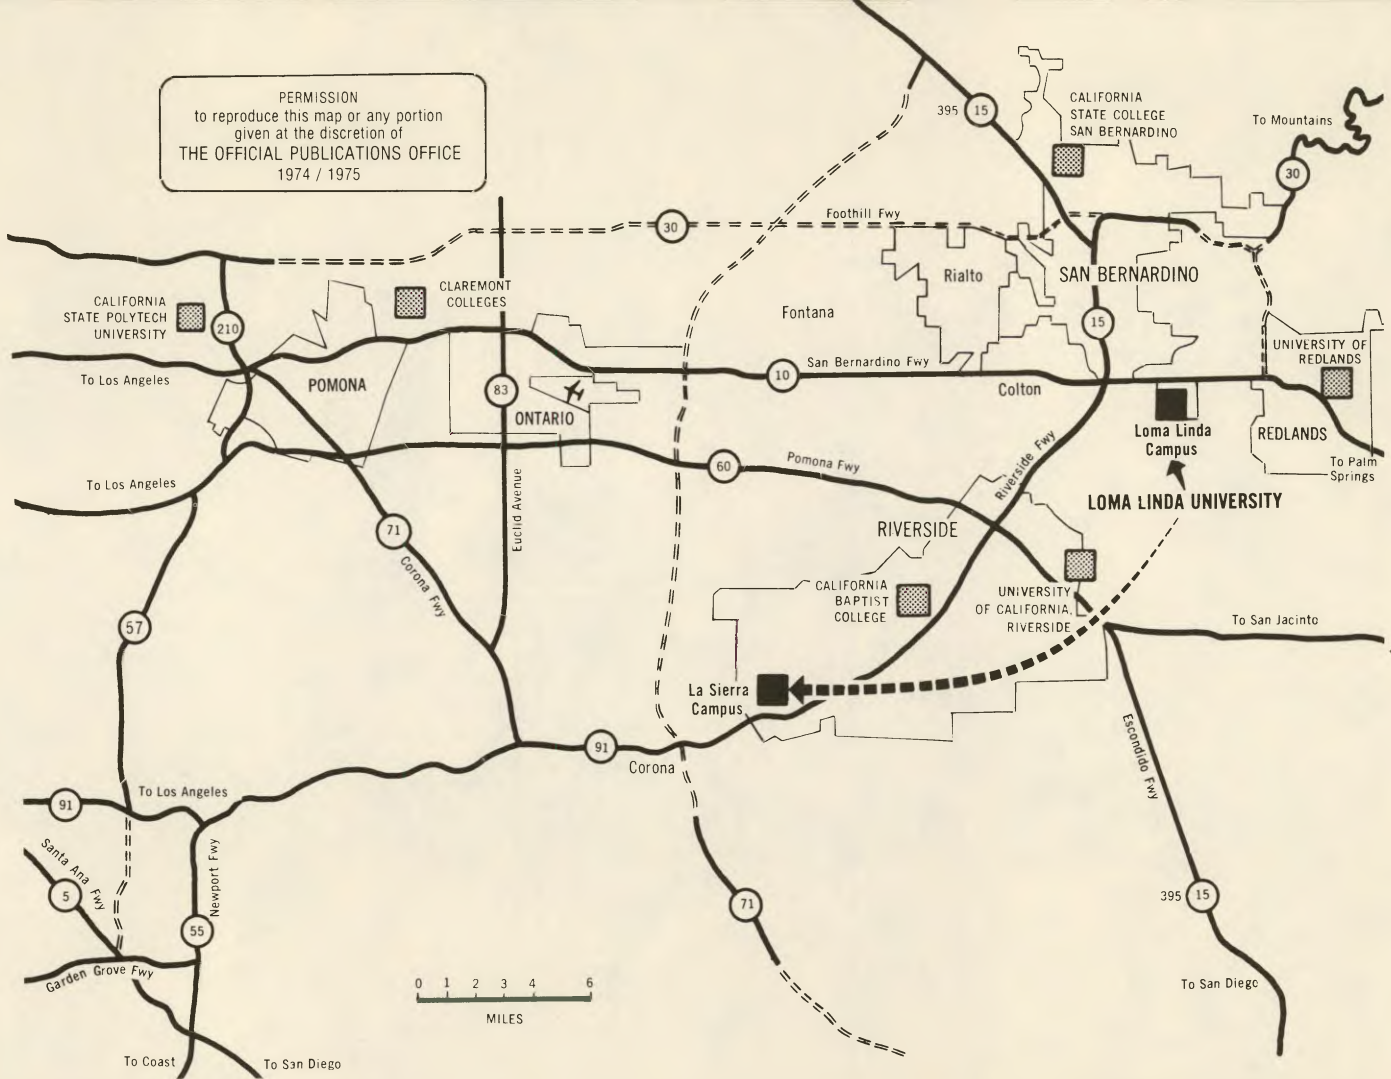 PERMISSION
to reproduce this map or any portion
given at the discretion of
THE OFFICIAL PUBLICATIONS OFFICE
1974 / 1975
395
15
CALIFORNIA
STATE COLLEGE
SAN BERNARDINO
To Mountains
30
Foothill Fwy
30
Rialto
SAN BERNARDINO
CLAREMONT
COLLEGES
CALIFORNIA
STATE POLYTECH
UNIVERSITY
210
Fontana
15
UNIVERSITY OF
REDLANDS
To Los Angeles
POMONA
83
ONTARIO
10
San Bernardino Fwy
Colton
Loma Linda
Campus
REDLANDS
To Palm
Springs
To Los Angeles
60
Pomona Fwy
Riverside Fwy
LOMA LINDA UNIVERSITY
Euclid Avenue
71
Corona Fwy
RIVERSIDE
CALIFORNIA
BAPTIST
COLLEGE
UNIVERSITY
OF CALIFORNIA,
RIVERSIDE
To San Jacinto
57
La Sierra
Campus
91
Corona
Escondido Fwy
To Los Angeles
91
Santa Ana Fwy
5
Newport Fwy
55
71
395
15
Garden Grove Fwy
0 1 2 3 4 6
MILES
To San Diego
To Coast
To San Diego